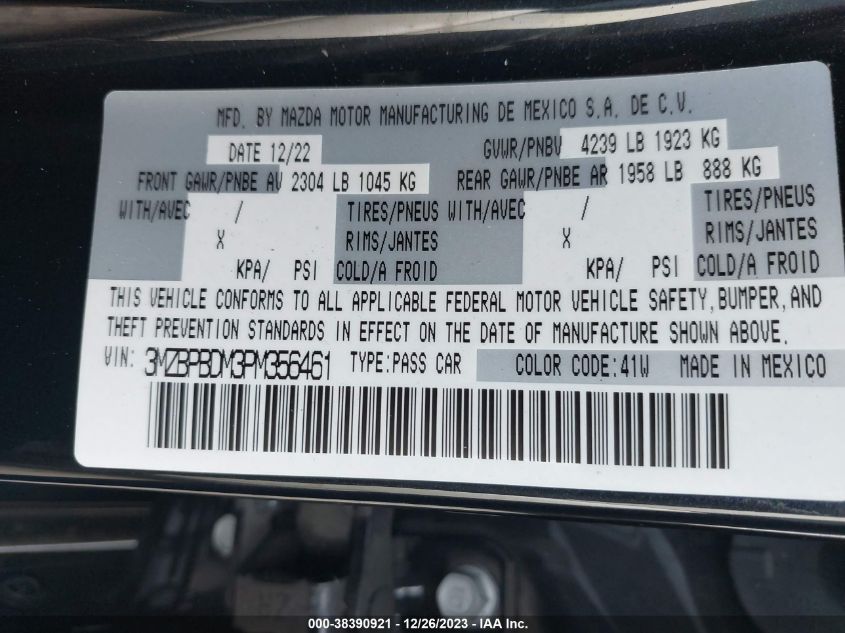 MFD. BY MAZDA MOTOR MANUFACTURING DE MEXICO S.A. DE C.V.
DATE 12/22 GVWR/PNBV 4239 LB 1923 KG
FRONT GAWR/PNBE AV 2304 LB 1045 KG REAR GAWR/PNBE AR 1958 LB 888 KG
WITH/AVEC / TIRES/PNEUS WITH/AVEC / TIRES/PNEUS
X RIMS/JANTES X RIMS/JANTES
KPA/ PSI COLD/A FROID KPA/ PSI COLD/A FROID
THIS VEHICLE CONFORMS TO ALL APPLICABLE FEDERAL MOTOR VEHICLE SAFETY, BUMPER, AND
THEFT PREVENTION STANDARDS IN EFFECT ON THE DATE OF MANUFACTURE SHOWN ABOVE.
VIN: 3MZBPBDM3PM356461 TYPE:PASS CAR COLOR CODE:41W MADE IN MEXICO
000-38390921 - 12/26/2023 - IAA Inc.